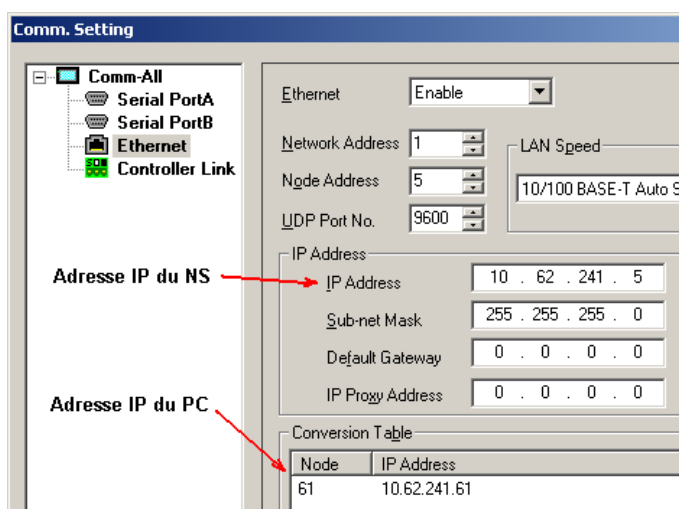 Comm. Setting
Comm-All
Serial PortA
Serial PortB
Ethernet
Controller Link
Ethernet Enable
Network Address 1
LAN Speed
Node Address 5
10/100 BASE-T Auto S
UDP Port No. 9600
IP Address
Adresse IP du NS
IP Address 10 . 62 . 241 . 5
Sub-net Mask 255 . 255 . 255 . 0
Default Gateway 0 . 0 . 0 . 0
IP Proxy Address 0 . 0 . 0 . 0
Adresse IP du PC
Conversion Table
Node IP Address
61 10.62.241.61